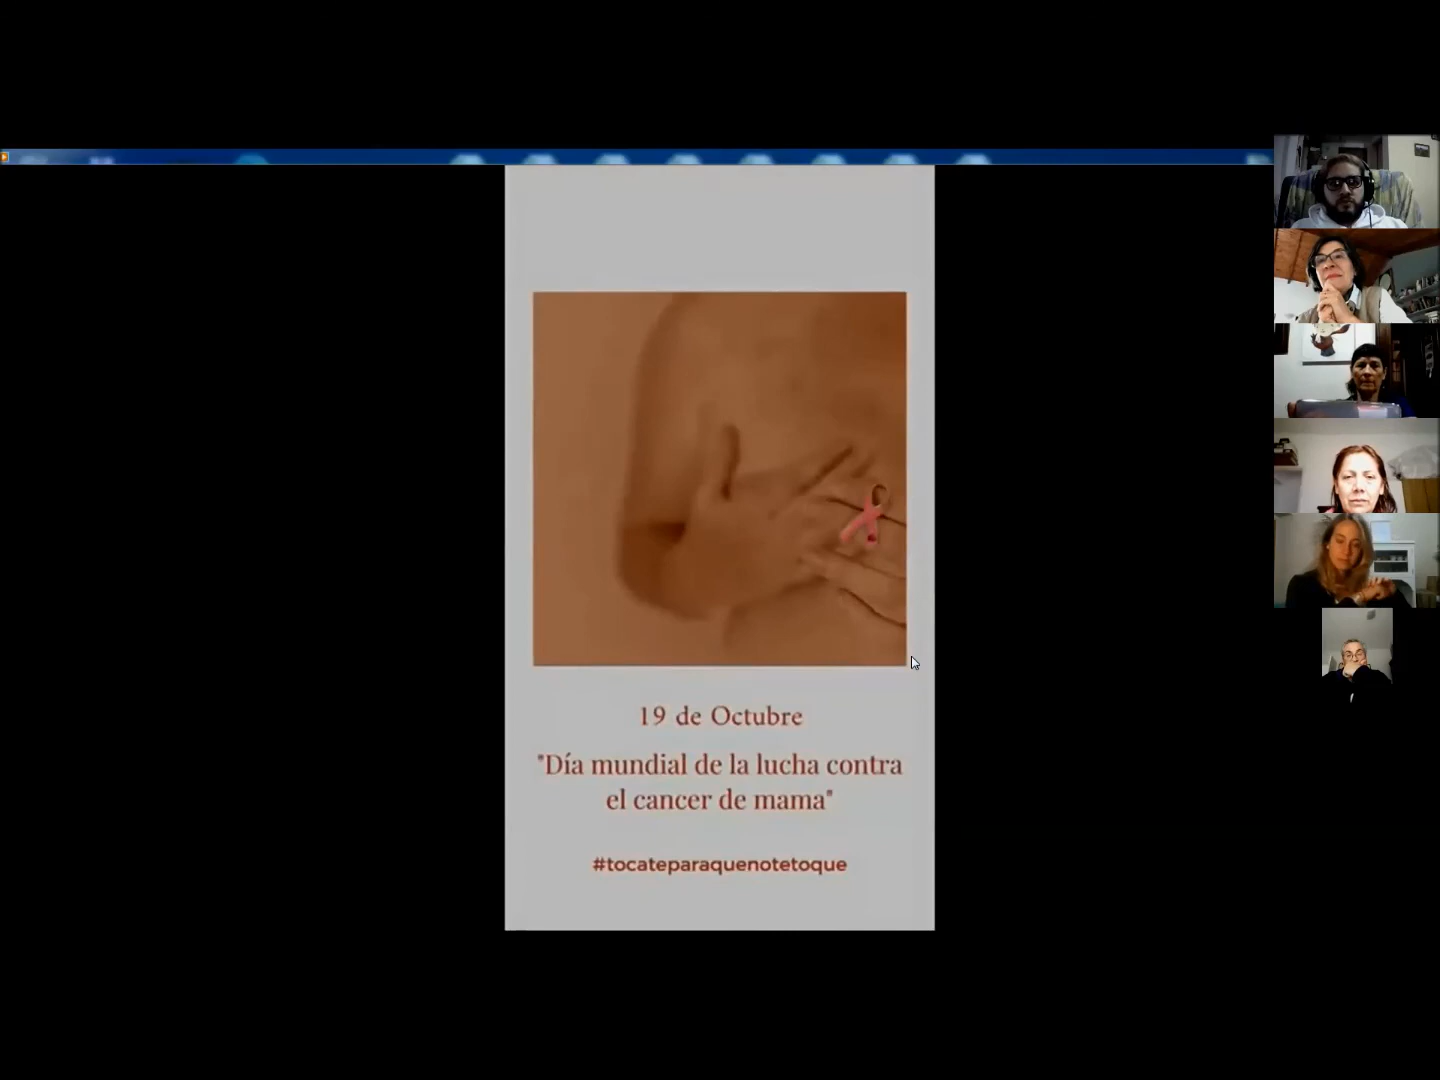 19 de Octubre
"Día mundial de la lucha contra
el cancer de mama"
#tocateparaquenotetoque